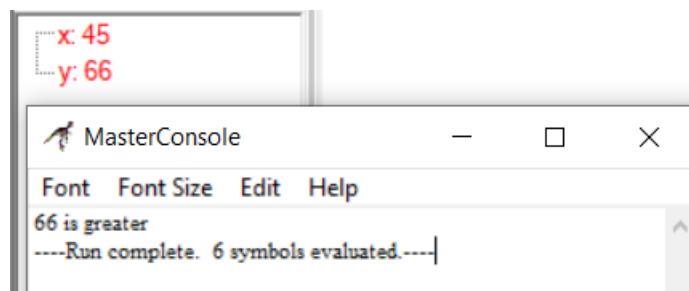 x: 45
y: 66
MasterConsole
Font Font Size Edit Help
66 is greater
----Run complete.  6 symbols evaluated.----